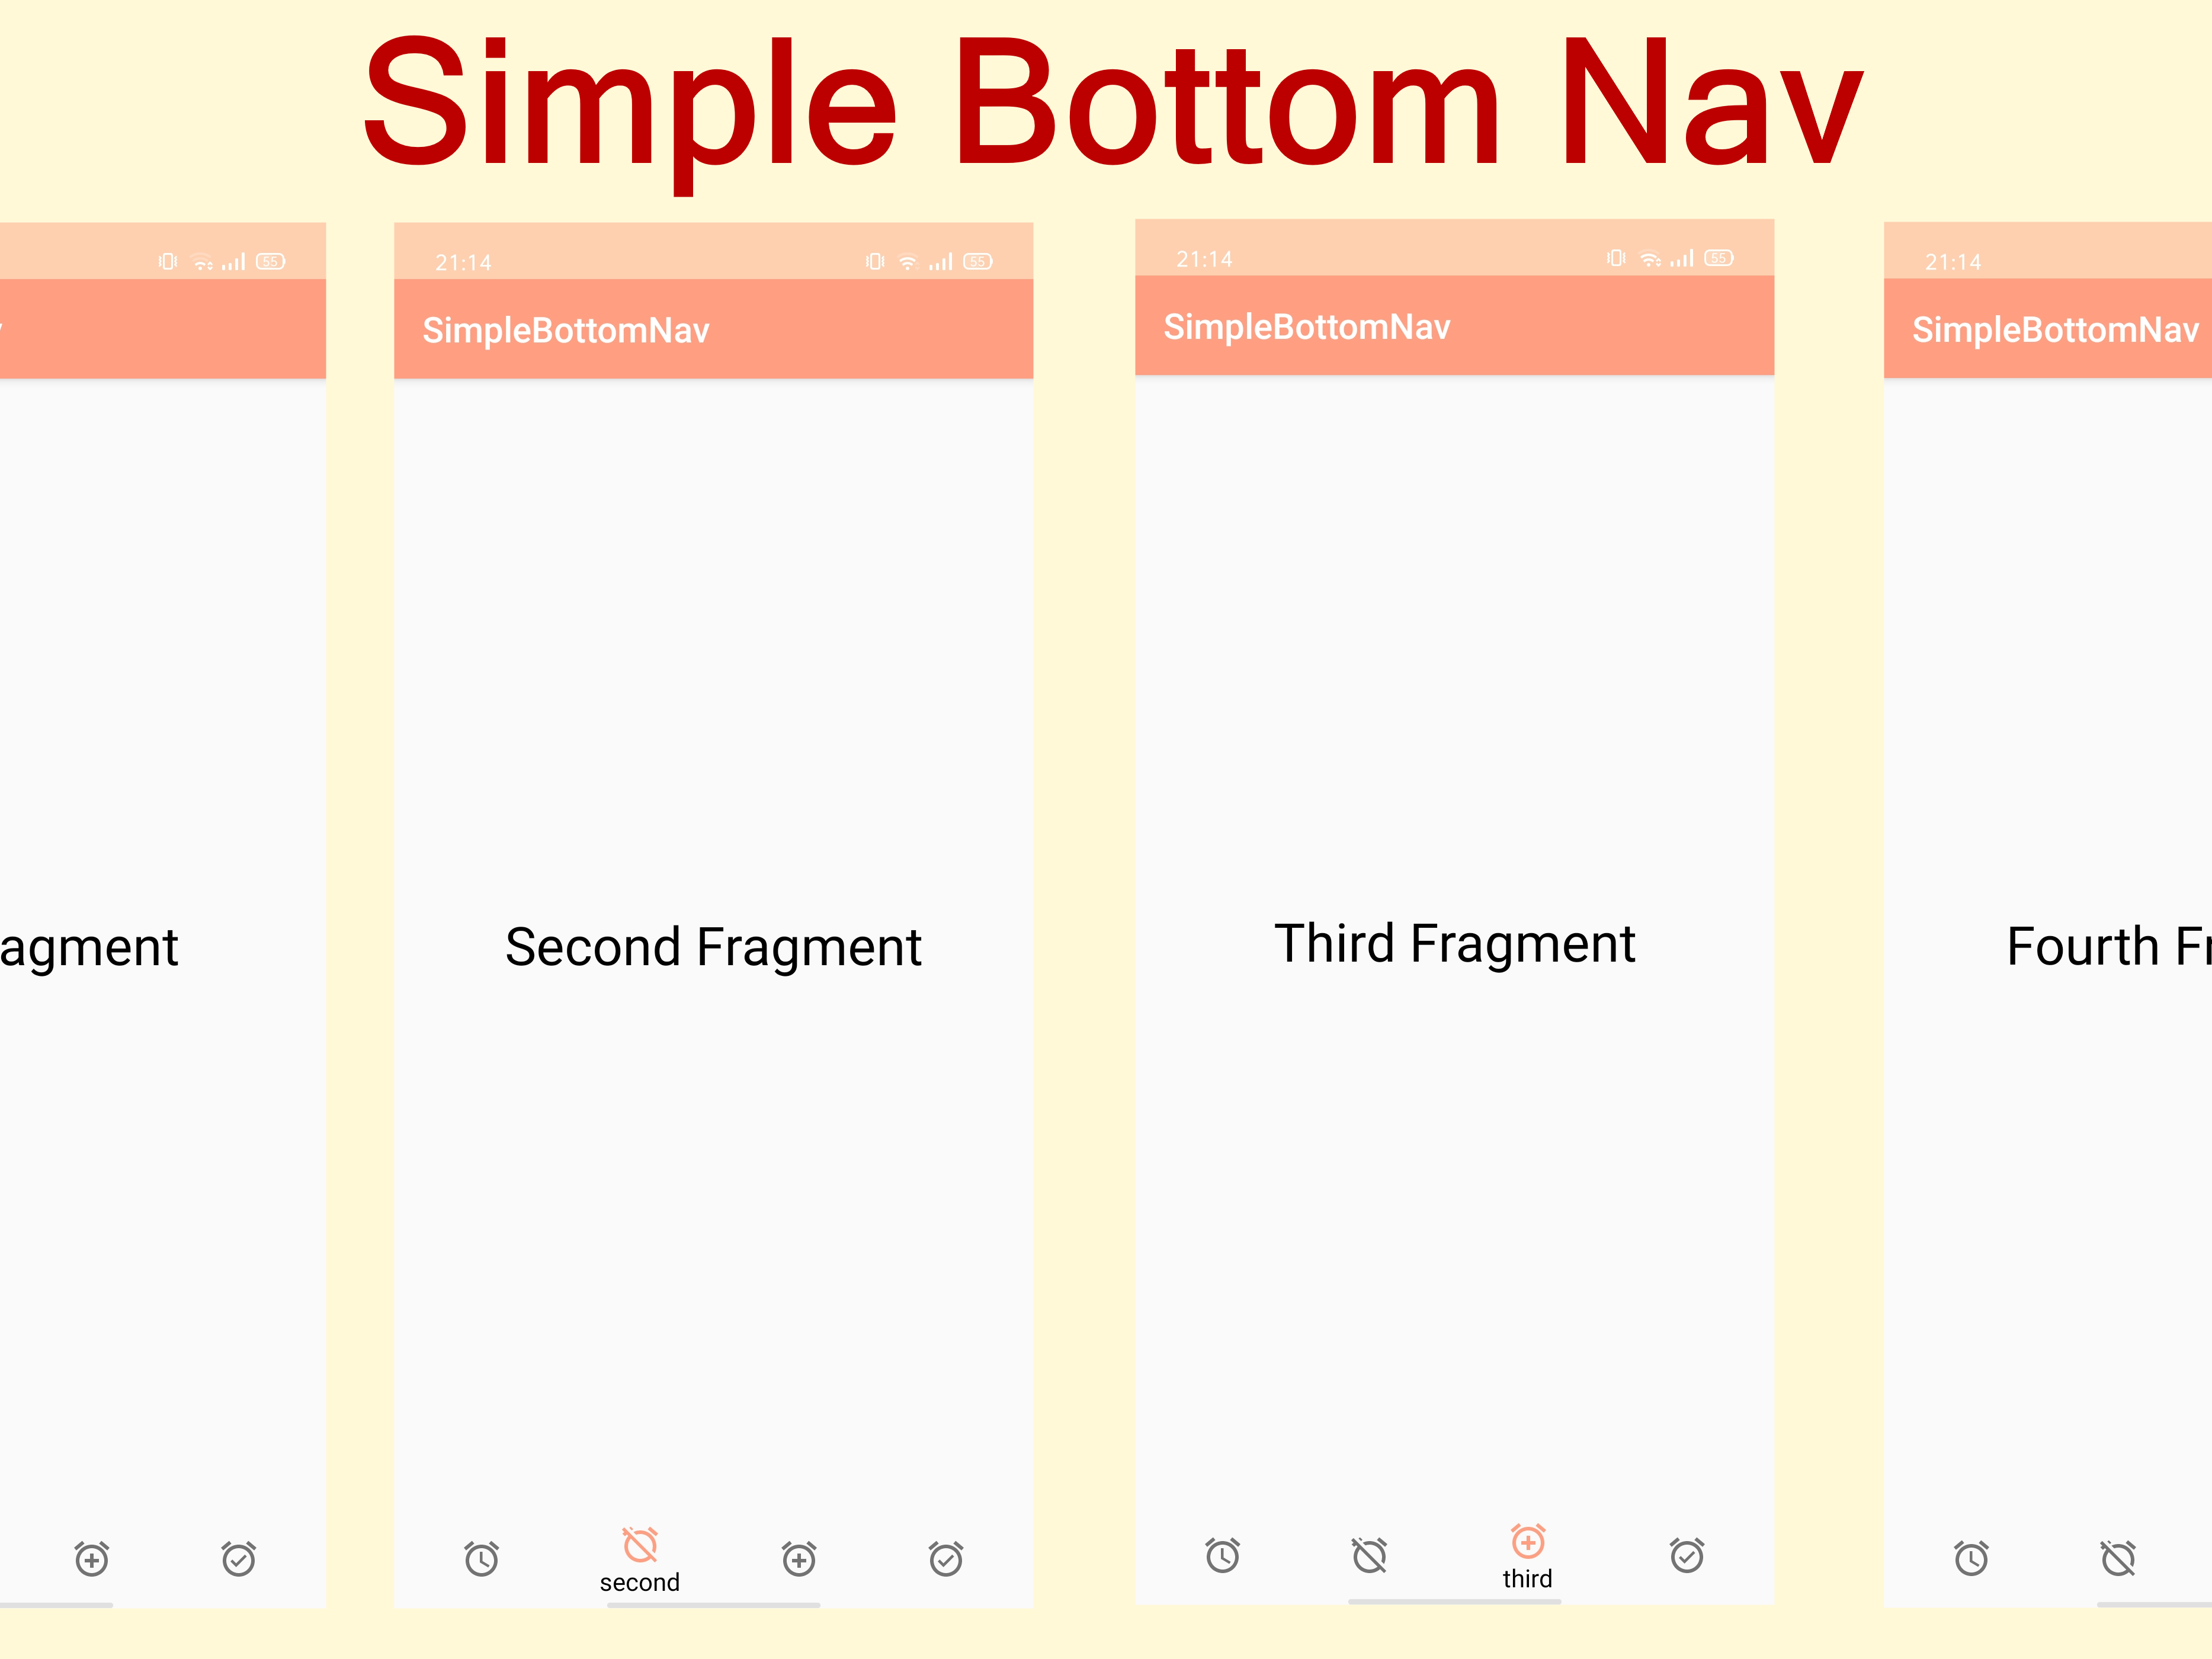 Simple Bottom Nav
55
v
agment
21:14
55
SimpleBottomNav
Second Fragment
second
21:14
55
SimpleBottomNav
Third Fragment
third
21:14
SimpleBottomNav
Fourth Fr